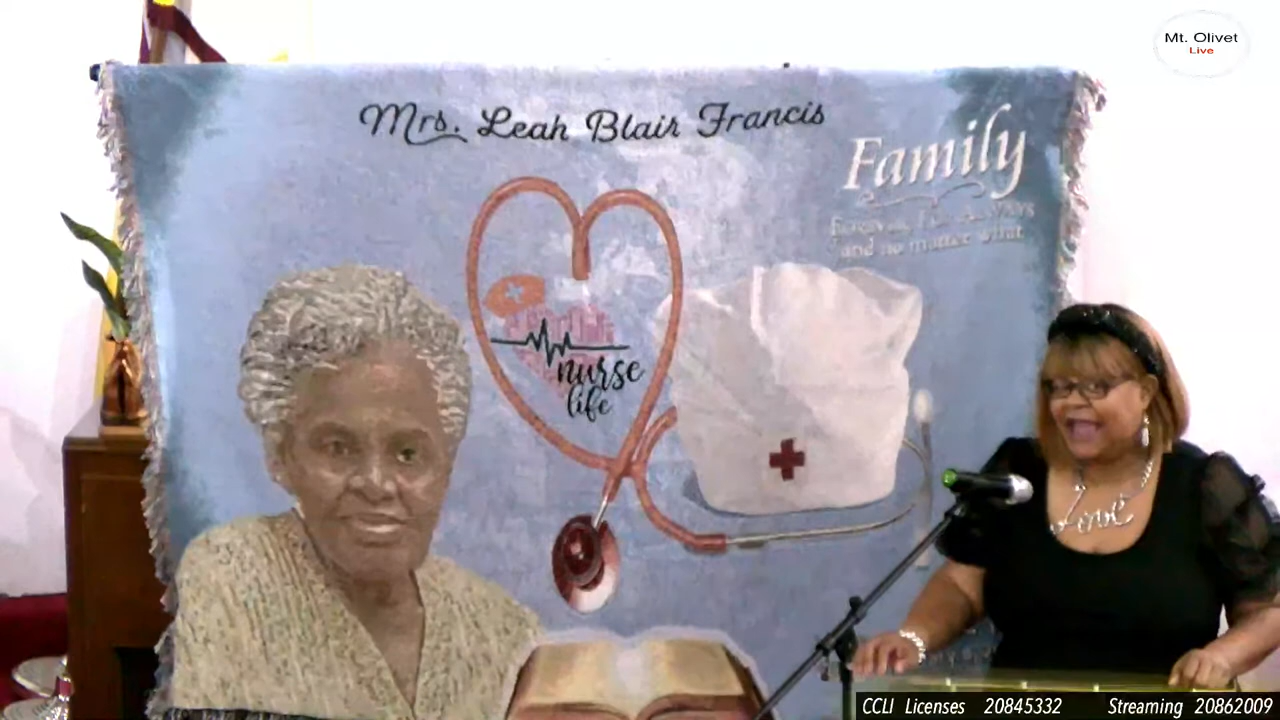 Mt. Olivet
Live
Mrs. Leah Blair Francis
Family
and no matter what
nurse
life
Love
CCLI Licenses 20845332 Streaming 20862009